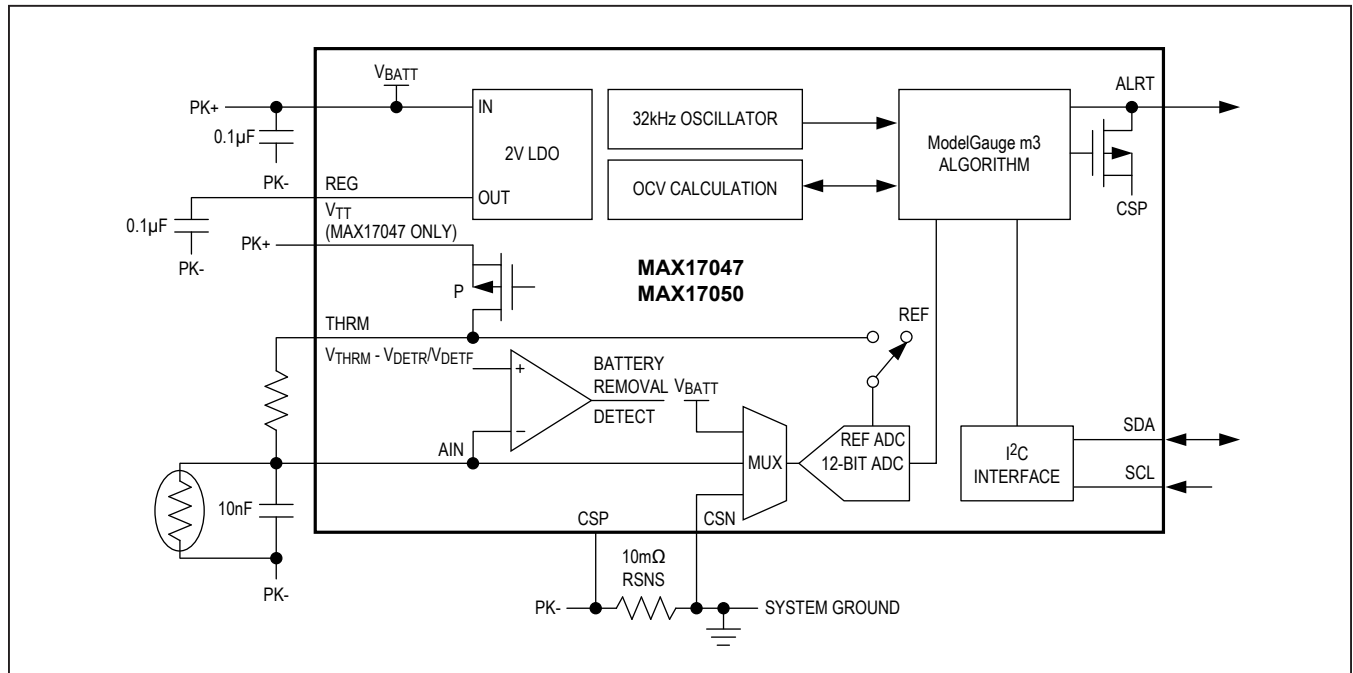 V_BATT
PK+
0.1µF
PK-
IN
2V LDO
OUT
REG
0.1µF
PK-
V_TT
(MAX17047 ONLY)
PK+
P
32kHz OSCILLATOR
OCV CALCULATION
ModelGauge m3
ALGORITHM
ALRT
CSP
MAX17047
MAX17050
THRM
V_THRM - V_DETR/V_DETF
+
−
BATTERY
REMOVAL
DETECT
V_BATT
REF
AIN
MUX
REF ADC
12-BIT ADC
I²C
INTERFACE
SDA
SCL
10nF
PK-
CSP
CSN
10mΩ
RSNS
PK-
SYSTEM GROUND